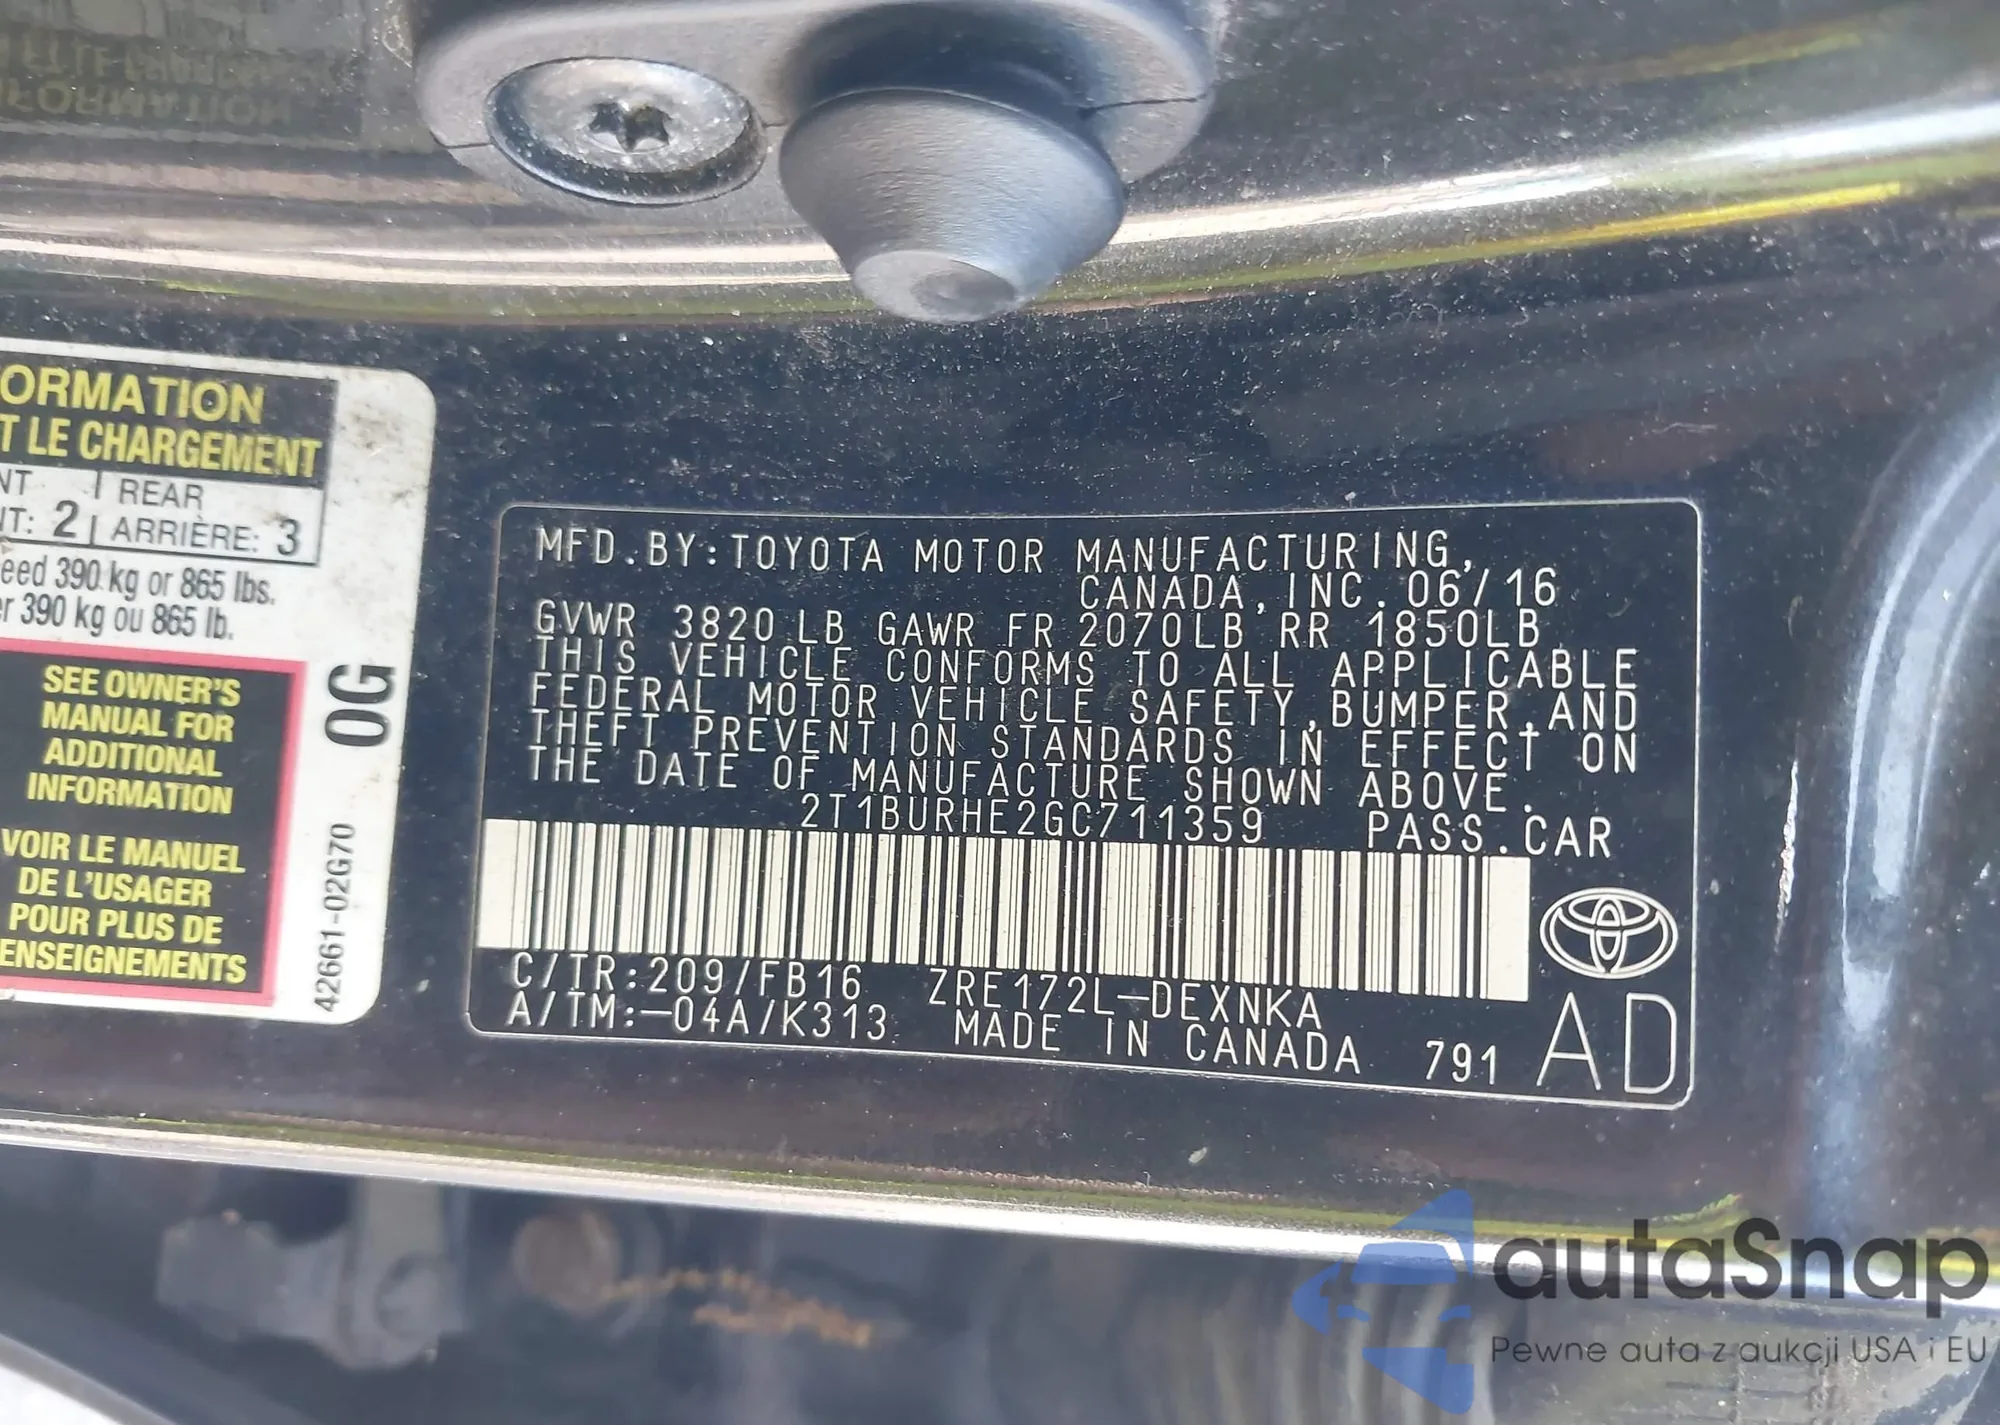 ORMATION
T LE CHARGEMENT
NT | REAR
NT: 2 | ARRIÈRE: 3
eed 390 kg or 865 lbs.
er 390 kg ou 865 lb.
SEE OWNER'S
MANUAL FOR
ADDITIONAL
INFORMATION
VOIR LE MANUEL
DE L'USAGER
POUR PLUS DE
ENSEIGNEMENTS
0G
42661-02G70
MFD.BY:TOYOTA MOTOR MANUFACTURING,
CANADA, INC. 06/16
GVWR 3820 LB GAWR FR 2070LB RR 1850LB
THIS VEHICLE CONFORMS TO ALL APPLICABLE
FEDERAL MOTOR VEHICLE SAFETY,BUMPER,AND
THEFT PREVENTION STANDARDS IN EFFECT ON
THE DATE OF MANUFACTURE SHOWN ABOVE.
2T1BURHE2GC711359 PASS.CAR
C/TR:209/FB16 ZRE172L-DEXNKA
A/TM:-04A/K313 MADE IN CANADA 791
AD
autaSnap
Pewne auta z aukcji USA i EU